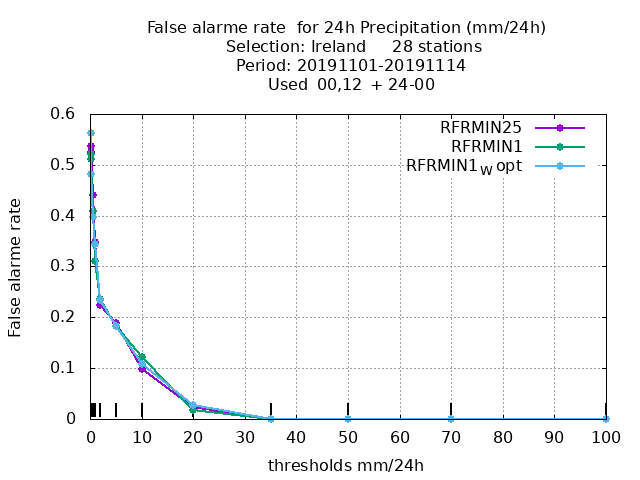 False alarme rate  for 24h Precipitation (mm/24h)
Selection: Ireland     28 stations
Period: 20191101-20191114
Used  00,12  + 24-00
RFRMIN25
RFRMIN1
RFRMIN1W opt
False alarme rate
0.6
0.5
0.4
0.3
0.2
0.1
0
0 10 20 30 40 50 60 70 80 90 100
thresholds mm/24h